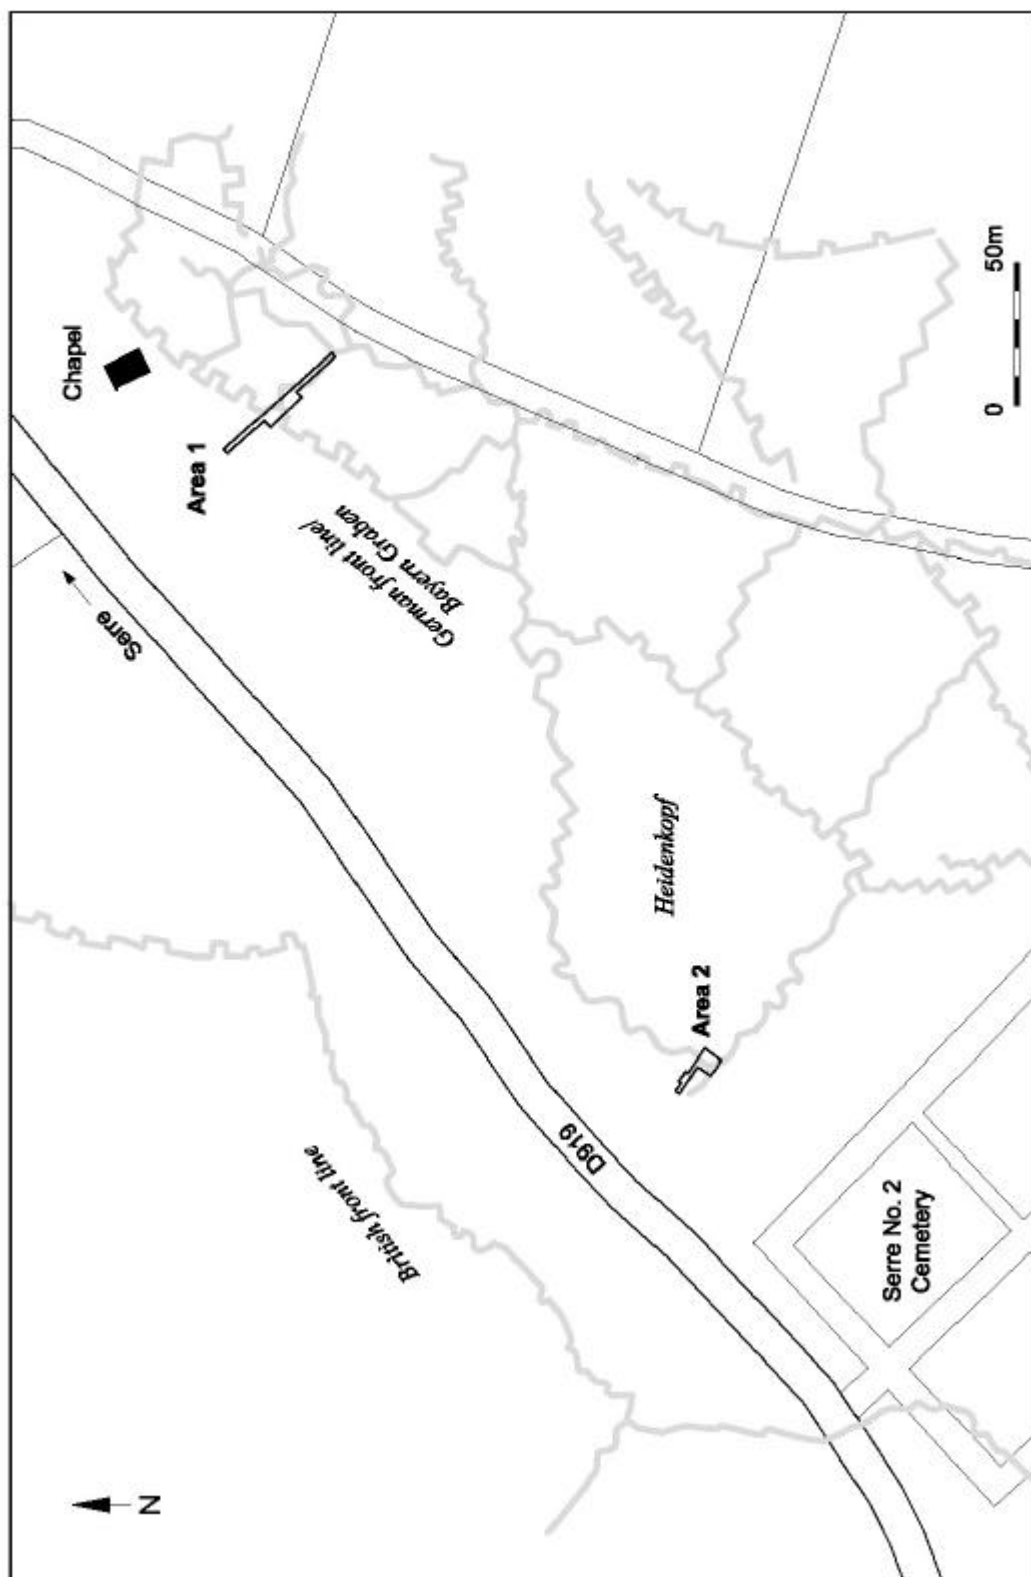 Chapel
Area 1
Serre
German front line/
Bayern Graben
Heidenkopf
Area 2
British front line
D919
Serre No. 2
Cemetery
N
0 50m